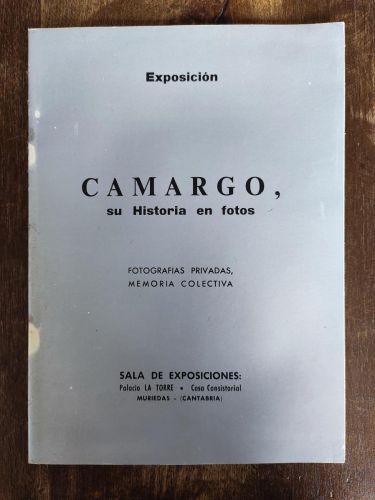 Exposición
CAMARGO,
su Historia en fotos
FOTOGRAFIAS PRIVADAS,
MEMORIA COLECTIVA
SALA DE EXPOSICIONES:
Palacio LA TORRE • Casa Consistorial
MURIEDAS - (CANTABRIA)